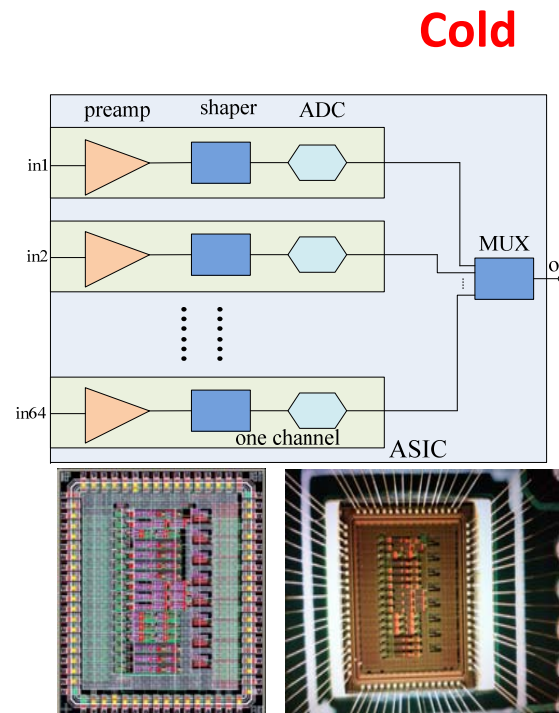 Cold
preamp shaper ADC
in1
in2
MUX
in64
one channel
ASIC